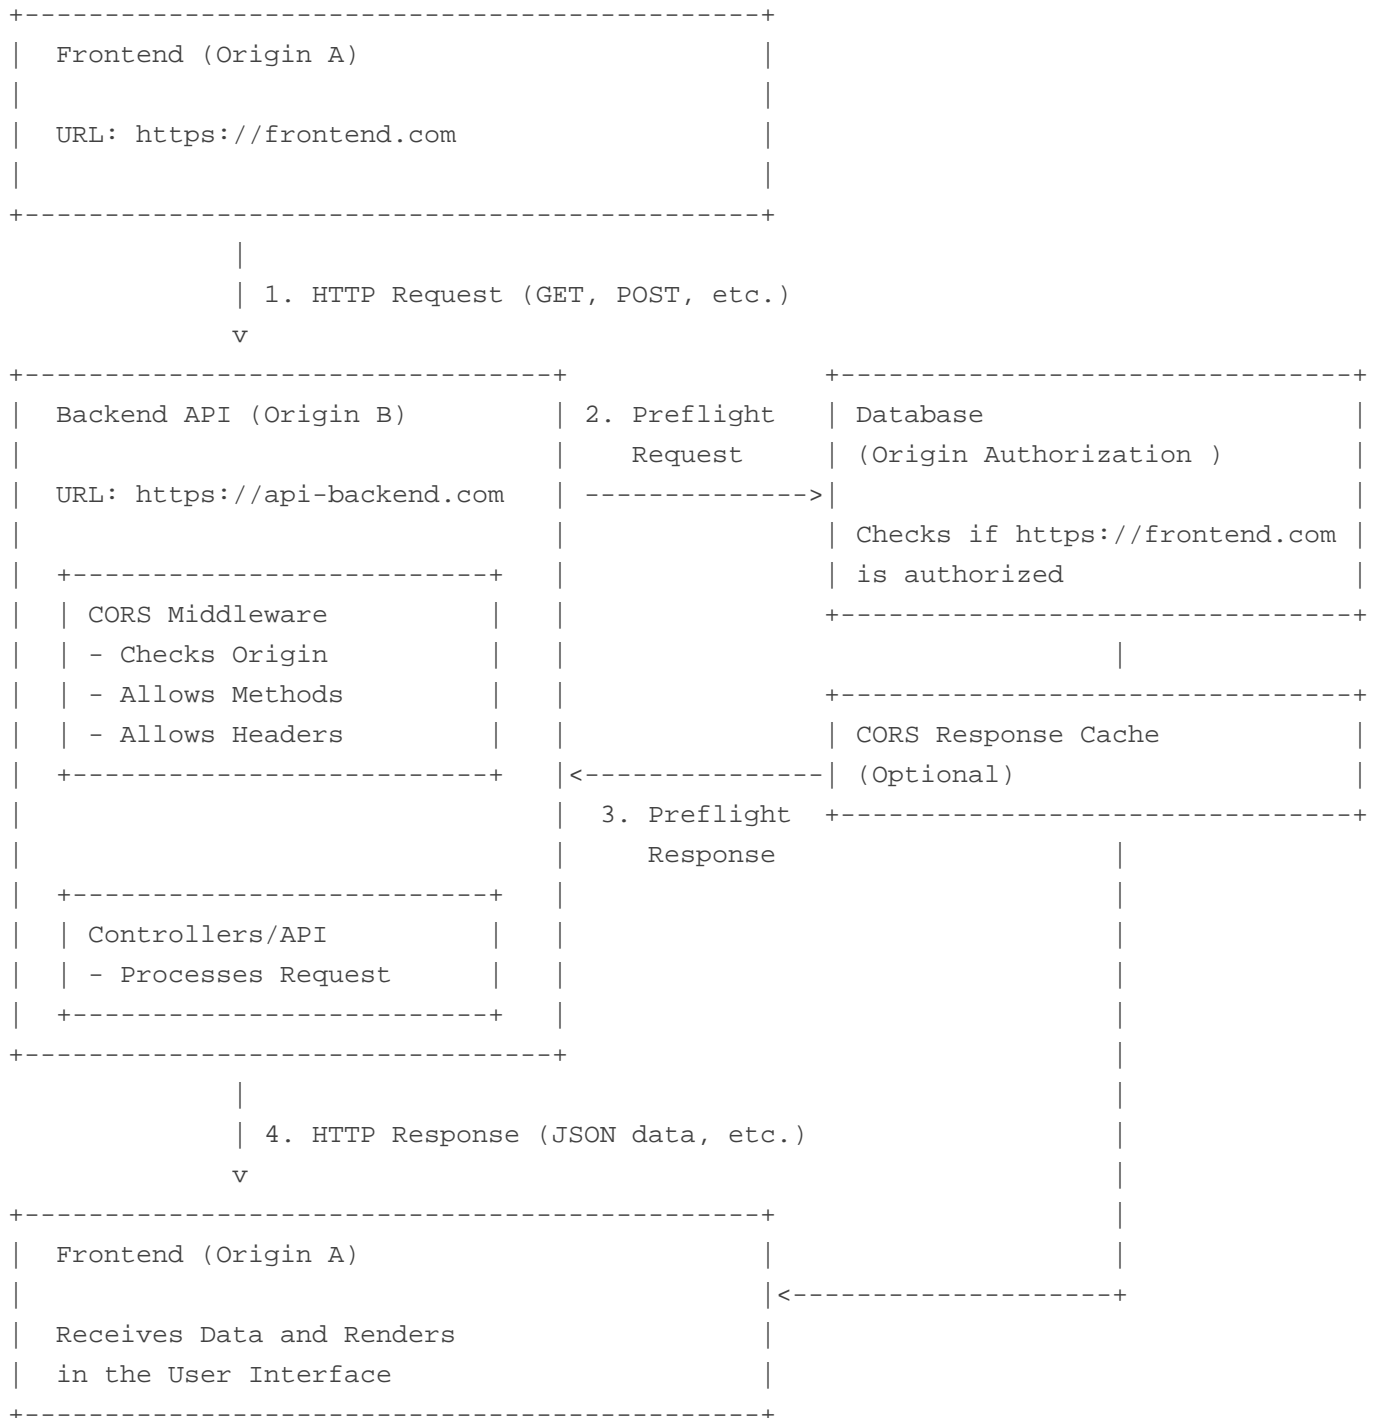 Frontend (Origin A)
URL: https://frontend.com
1. HTTP Request (GET, POST, etc.)
Backend API (Origin B)
URL: https://api-backend.com
CORS Middleware
- Checks Origin
- Allows Methods
- Allows Headers
Controllers/API
- Processes Request
2. Preflight
Request
Database
(Origin Authorization )
Checks if https://frontend.com
is authorized
CORS Response Cache
(Optional)
3. Preflight
Response
4. HTTP Response (JSON data, etc.)
Frontend (Origin A)
Receives Data and Renders
in the User Interface